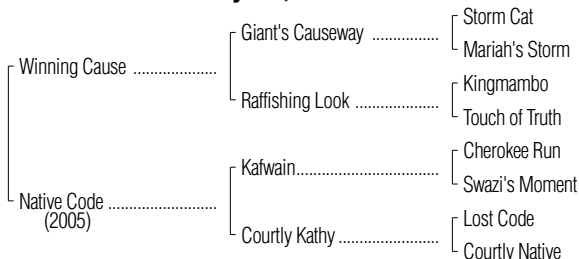 Storm Cat
Giant's Causeway ................
Mariah's Storm
Winning Cause ....................
Kingmambo
Raffishing Look ....................
Touch of Truth
Cherokee Run
Kafwain..................................
Swazi's Moment
Native Code ..........................
(2005)
Lost Code
Courtly Kathy ........................
Courtly Native